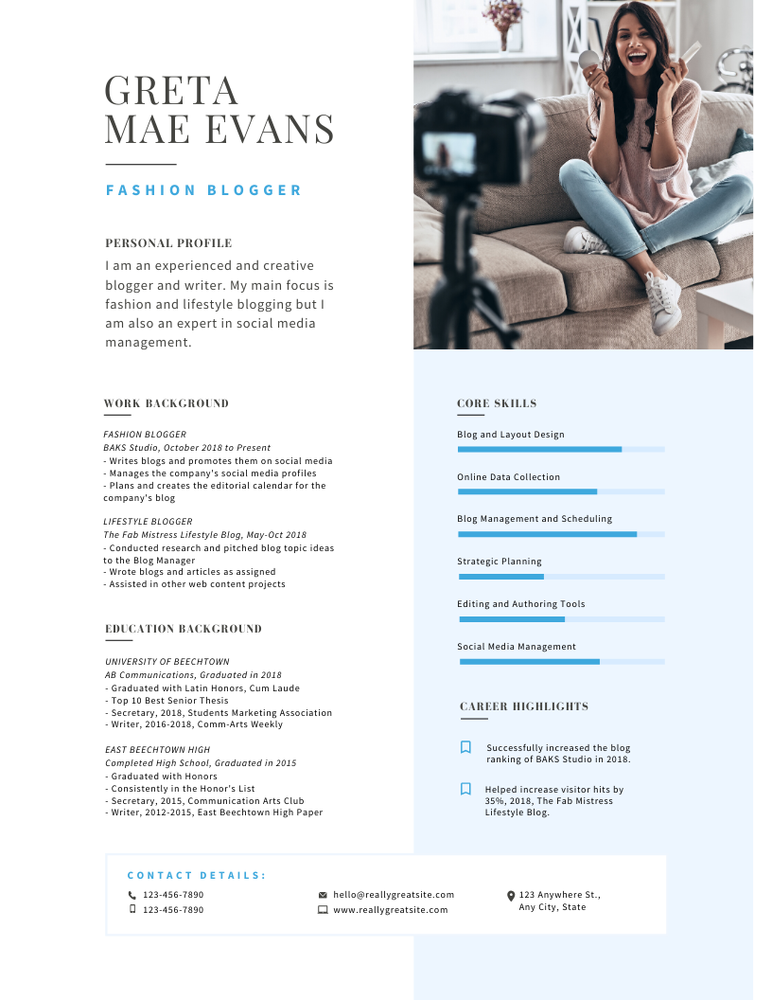 GRETA
MAE EVANS
FASHION BLOGGER
PERSONAL PROFILE
I am an experienced and creative
blogger and writer. My main focus is
fashion and lifestyle blogging but I
am also an expert in social media
management.
WORK BACKGROUND
FASHION BLOGGER
BAKS Studio, October 2018 to Present
- Writes blogs and promotes them on social media
- Manages the company's social media profiles
- Plans and creates the editorial calendar for the
company's blog
LIFESTYLE BLOGGER
The Fab Mistress Lifestyle Blog, May-Oct 2018
- Conducted research and pitched blog topic ideas
to the Blog Manager
- Wrote blogs and articles as assigned
- Assisted in other web content projects
EDUCATION BACKGROUND
UNIVERSITY OF BEECHTOWN
AB Communications, Graduated in 2018
- Graduated with Latin Honors, Cum Laude
- Top 10 Best Senior Thesis
- Secretary, 2018, Students Marketing Association
- Writer, 2016-2018, Comm-Arts Weekly
EAST BEECHTOWN HIGH
Completed High School, Graduated in 2015
- Graduated with Honors
- Consistently in the Honor's List
- Secretary, 2015, Communication Arts Club
- Writer, 2012-2015, East Beechtown High Paper
CORE SKILLS
Blog and Layout Design
Online Data Collection
Blog Management and Scheduling
Strategic Planning
Editing and Authoring Tools
Social Media Management
CAREER HIGHLIGHTS
Successfully increased the blog
ranking of BAKS Studio in 2018.
Helped increase visitor hits by
35%, 2018, The Fab Mistress
Lifestyle Blog.
CONTACT DETAILS:
123-456-7890
123-456-7890
hello@reallygreatsite.com
www.reallygreatsite.com
123 Anywhere St.,
Any City, State